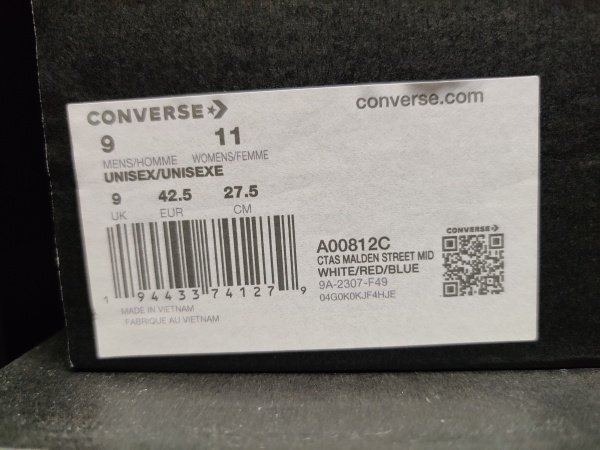 CONVERSE
converse.com
9 11
MENS/HOMME WOMENS/FEMME
UNISEX/UNISEXE
9 42.5 27.5
UK EUR CM
1 94433 74127 9
MADE IN VIETNAM
FABRIQUE AU VIETNAM
A00812C
CTAS MALDEN STREET MID
WHITE/RED/BLUE
9A-2307-F49
04G0K0KJF4HJE
CONVERSE